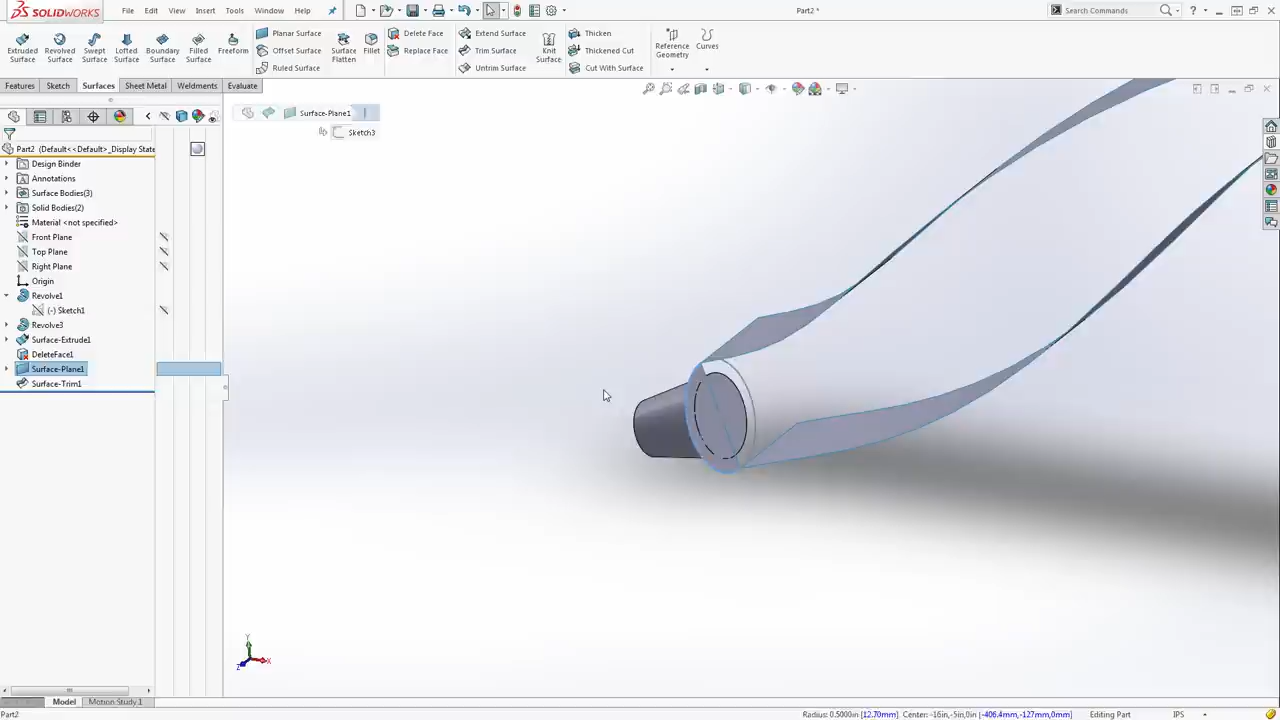 SOLIDWORKS File Edit View Insert Tools Window Help Part2 * Search Commands
Extruded Surface Revolved Surface Swept Surface Lofted Surface Boundary Surface Filled Surface Freeform Planar Surface Offset Surface Ruled Surface Surface Flatten Fillet Delete Face Replace Face Extend Surface Trim Surface Untrim Surface Knit Surface Thicken Thickened Cut Cut With Surface Reference Geometry Curves
Features Sketch Surfaces Sheet Metal Weldments Evaluate
Surface-Plane1
Sketch3
Part2 (Default<<Default>_Display State
Design Binder
Annotations
Surface Bodies(3)
Solid Bodies(2)
Material <not specified>
Front Plane
Top Plane
Right Plane
Origin
Revolve1
(-) Sketch1
Revolve3
Surface-Extrude1
DeleteFace1
Surface-Plane1
Surface-Trim1
Y
Z X
Model Motion Study 1
Part2 Radius: 0.5000in [12.70mm] Center: -16in,-5in,0in [-406.4mm,-127mm,0mm] Editing Part IPS